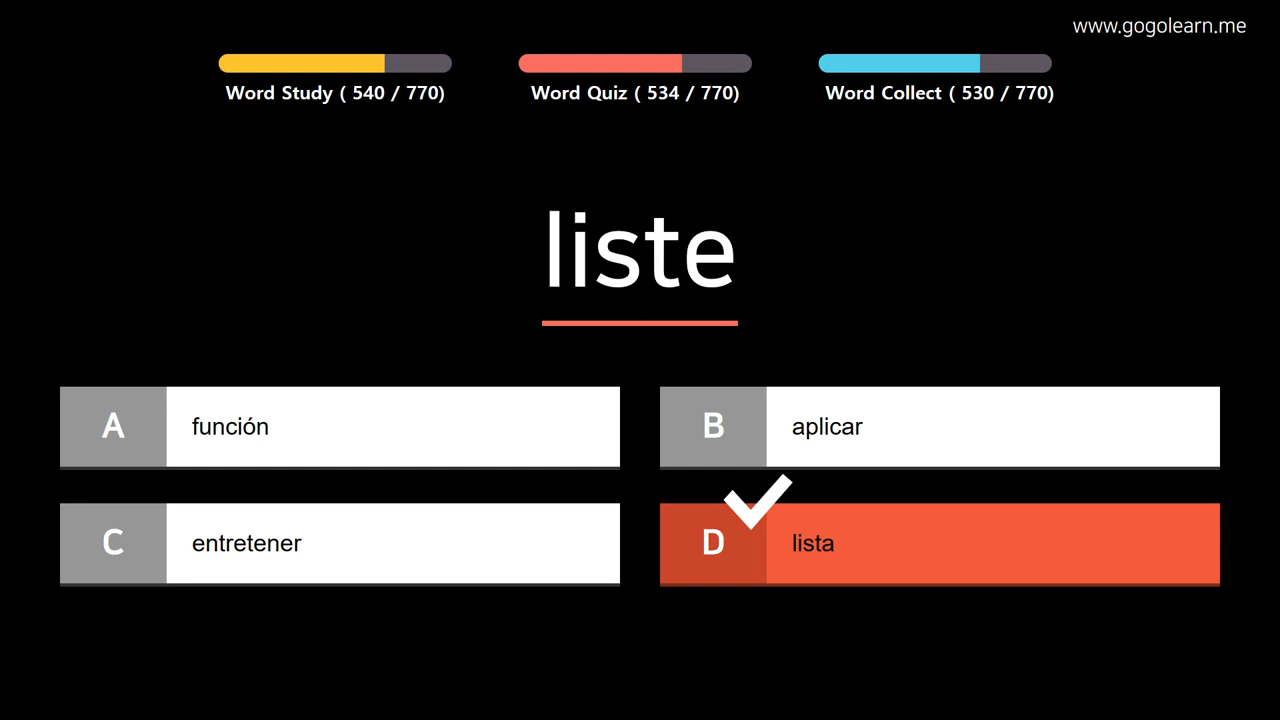 www.gogolearn.me
Word Study ( 540 / 770)
Word Quiz ( 534 / 770)
Word Collect ( 530 / 770)
liste
A función
B aplicar
C entretener
D lista